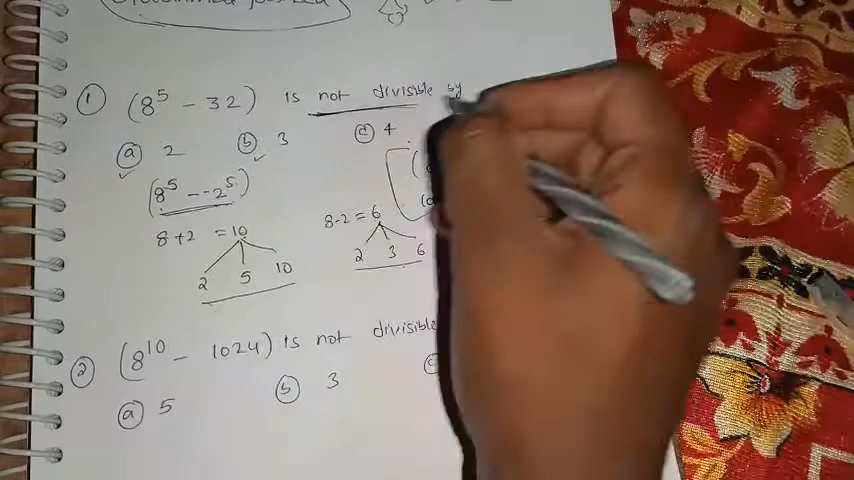 ① (8⁵ - 32) is not divisible by
ⓐ 2 ⓑ 3 ⓒ 4
(8⁵ - - 2⁵)
8+2 = 10
2 5 10
8-2 = 6
2 3 6
② (8¹⁰ - 1024) is not divisible
ⓐ 5 ⓑ 3 ⓒ